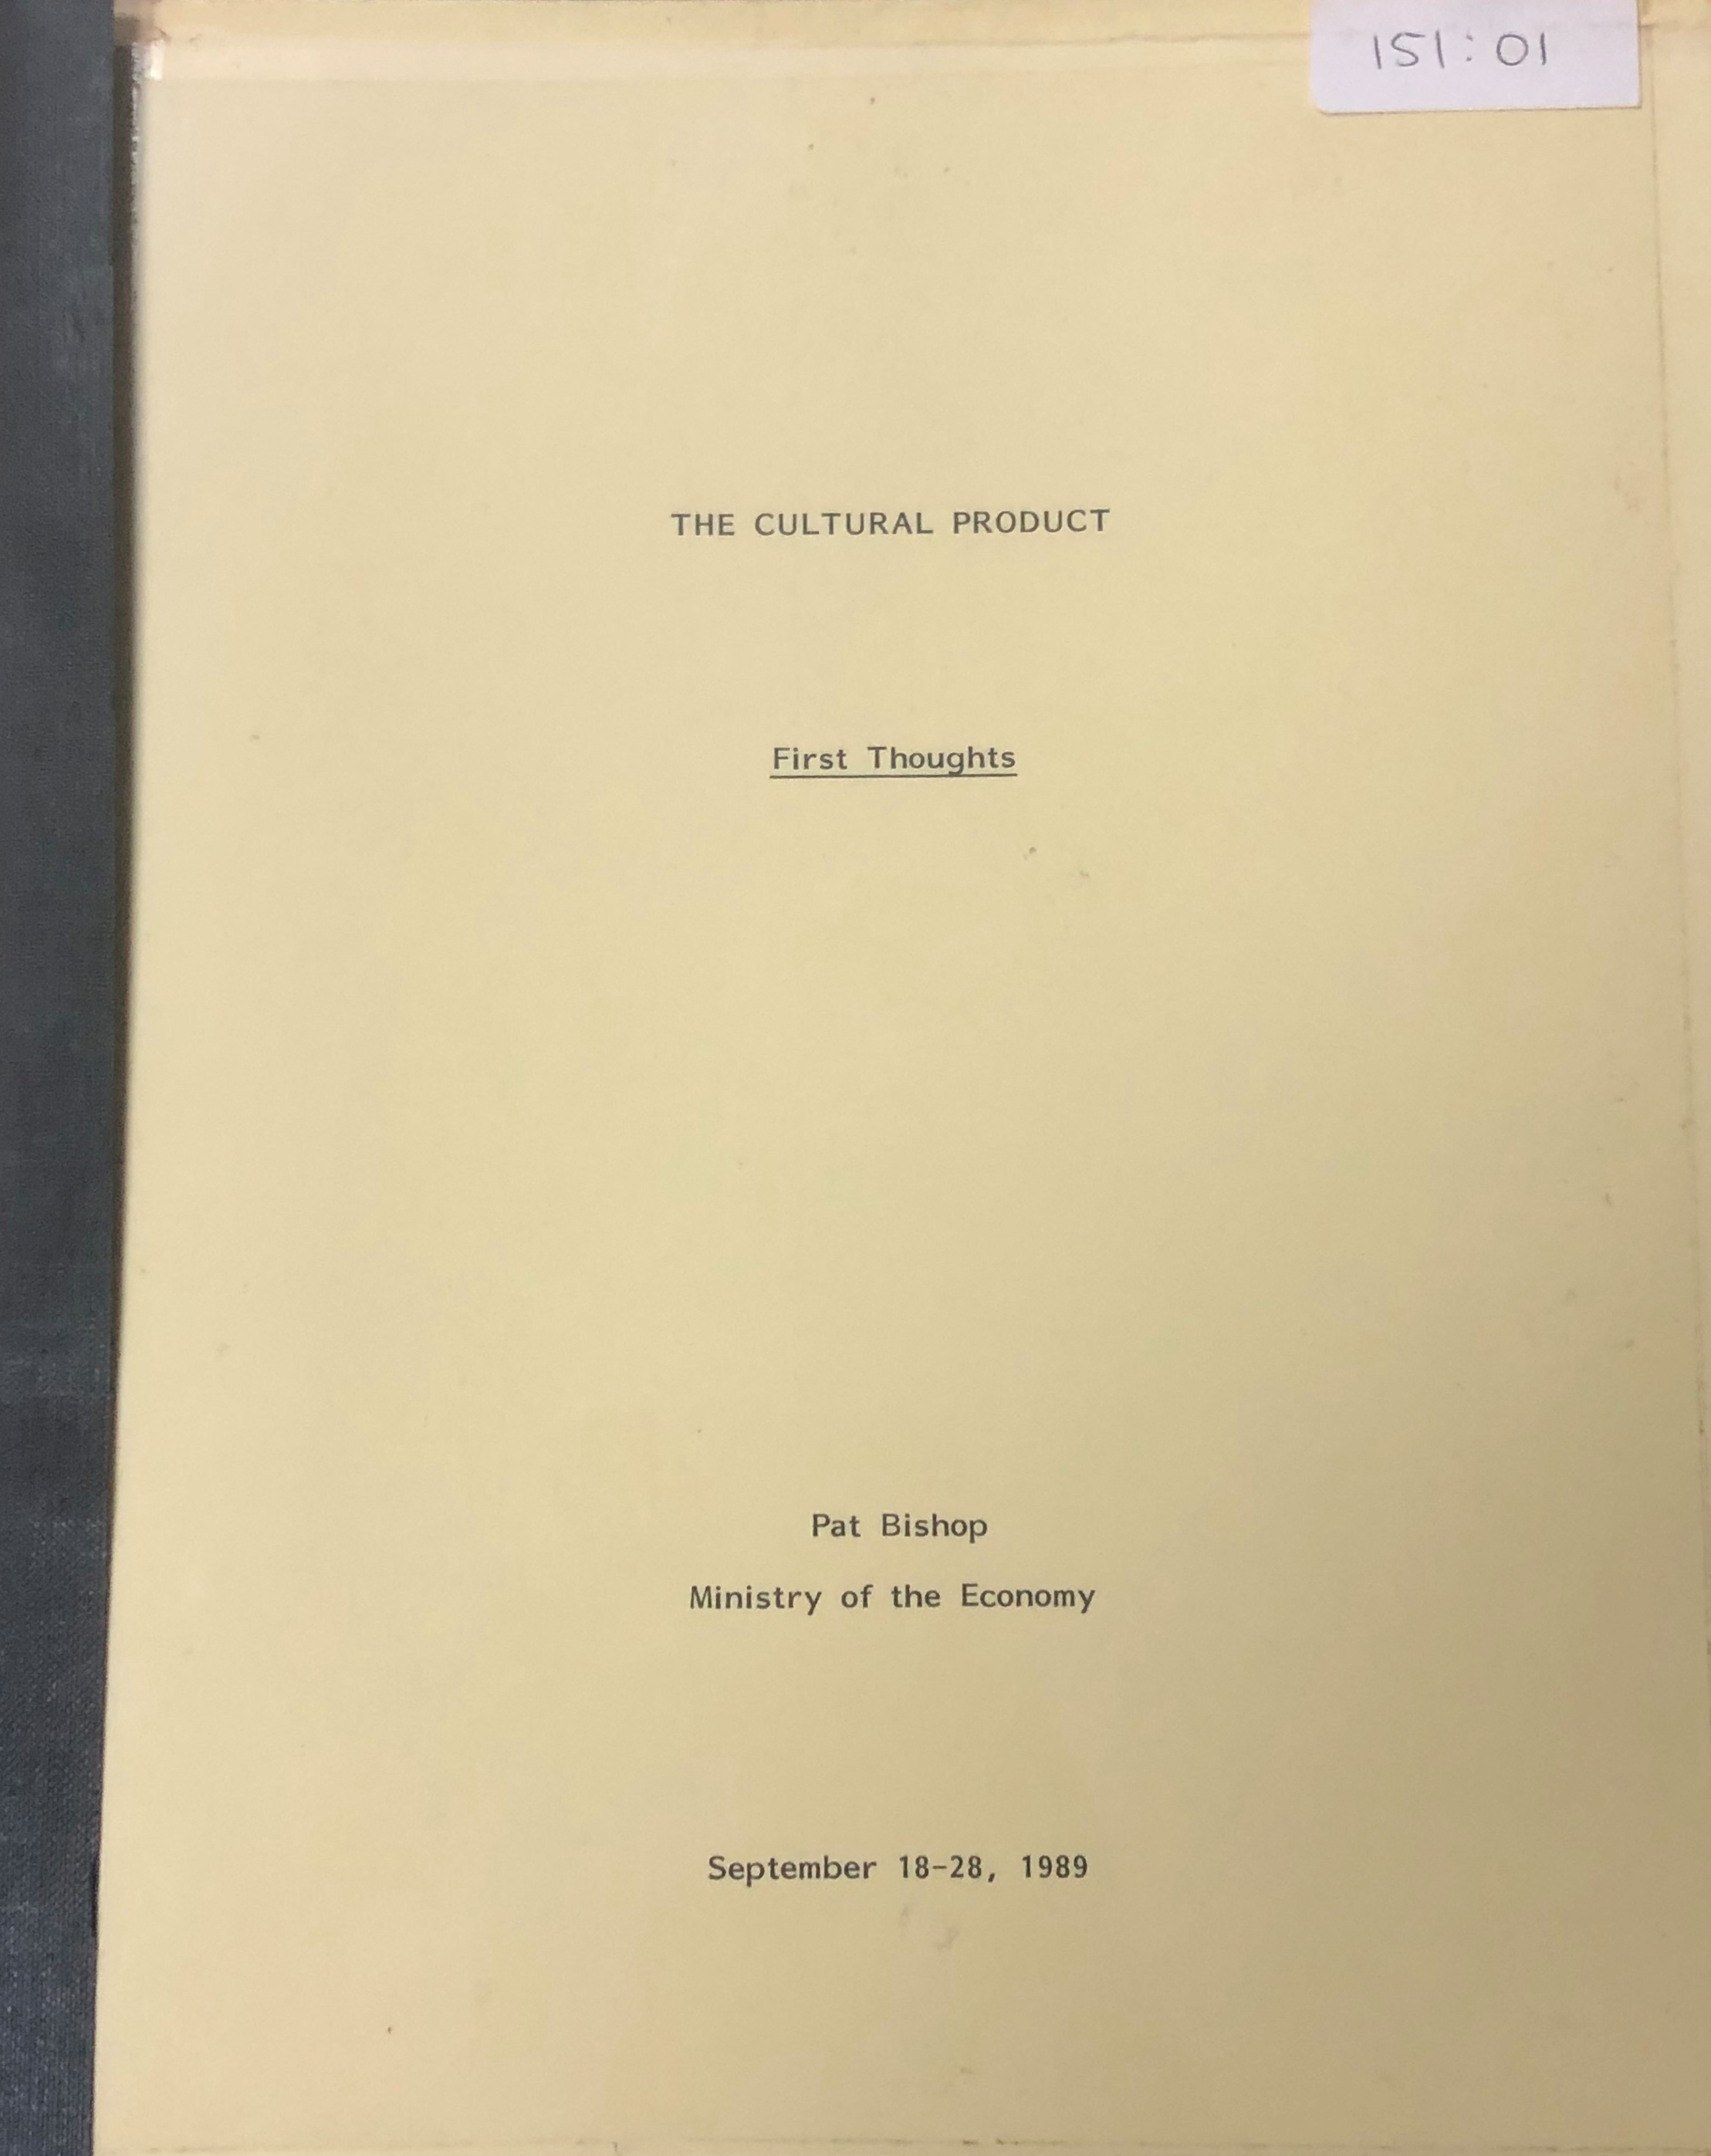 151:01
THE CULTURAL PRODUCT
First Thoughts
Pat Bishop
Ministry of the Economy
September 18-28, 1989